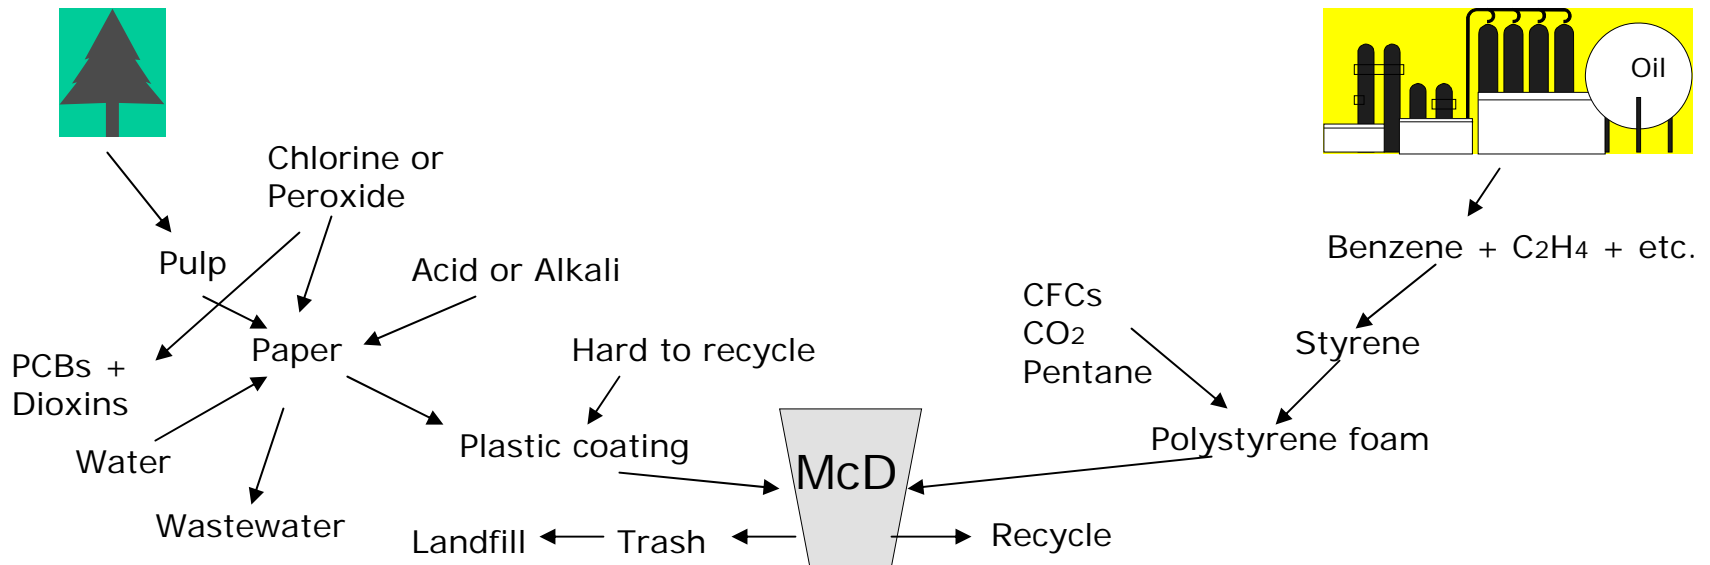 Oil
Chlorine or
Peroxide
Pulp
Acid or Alkali
Benzene + C2H4 + etc.
CFCs
CO2
Pentane
Styrene
Paper
Hard to recycle
PCBs +
Dioxins
Water
Plastic coating
Polystyrene foam
McD
Wastewater
Landfill
Trash
Recycle